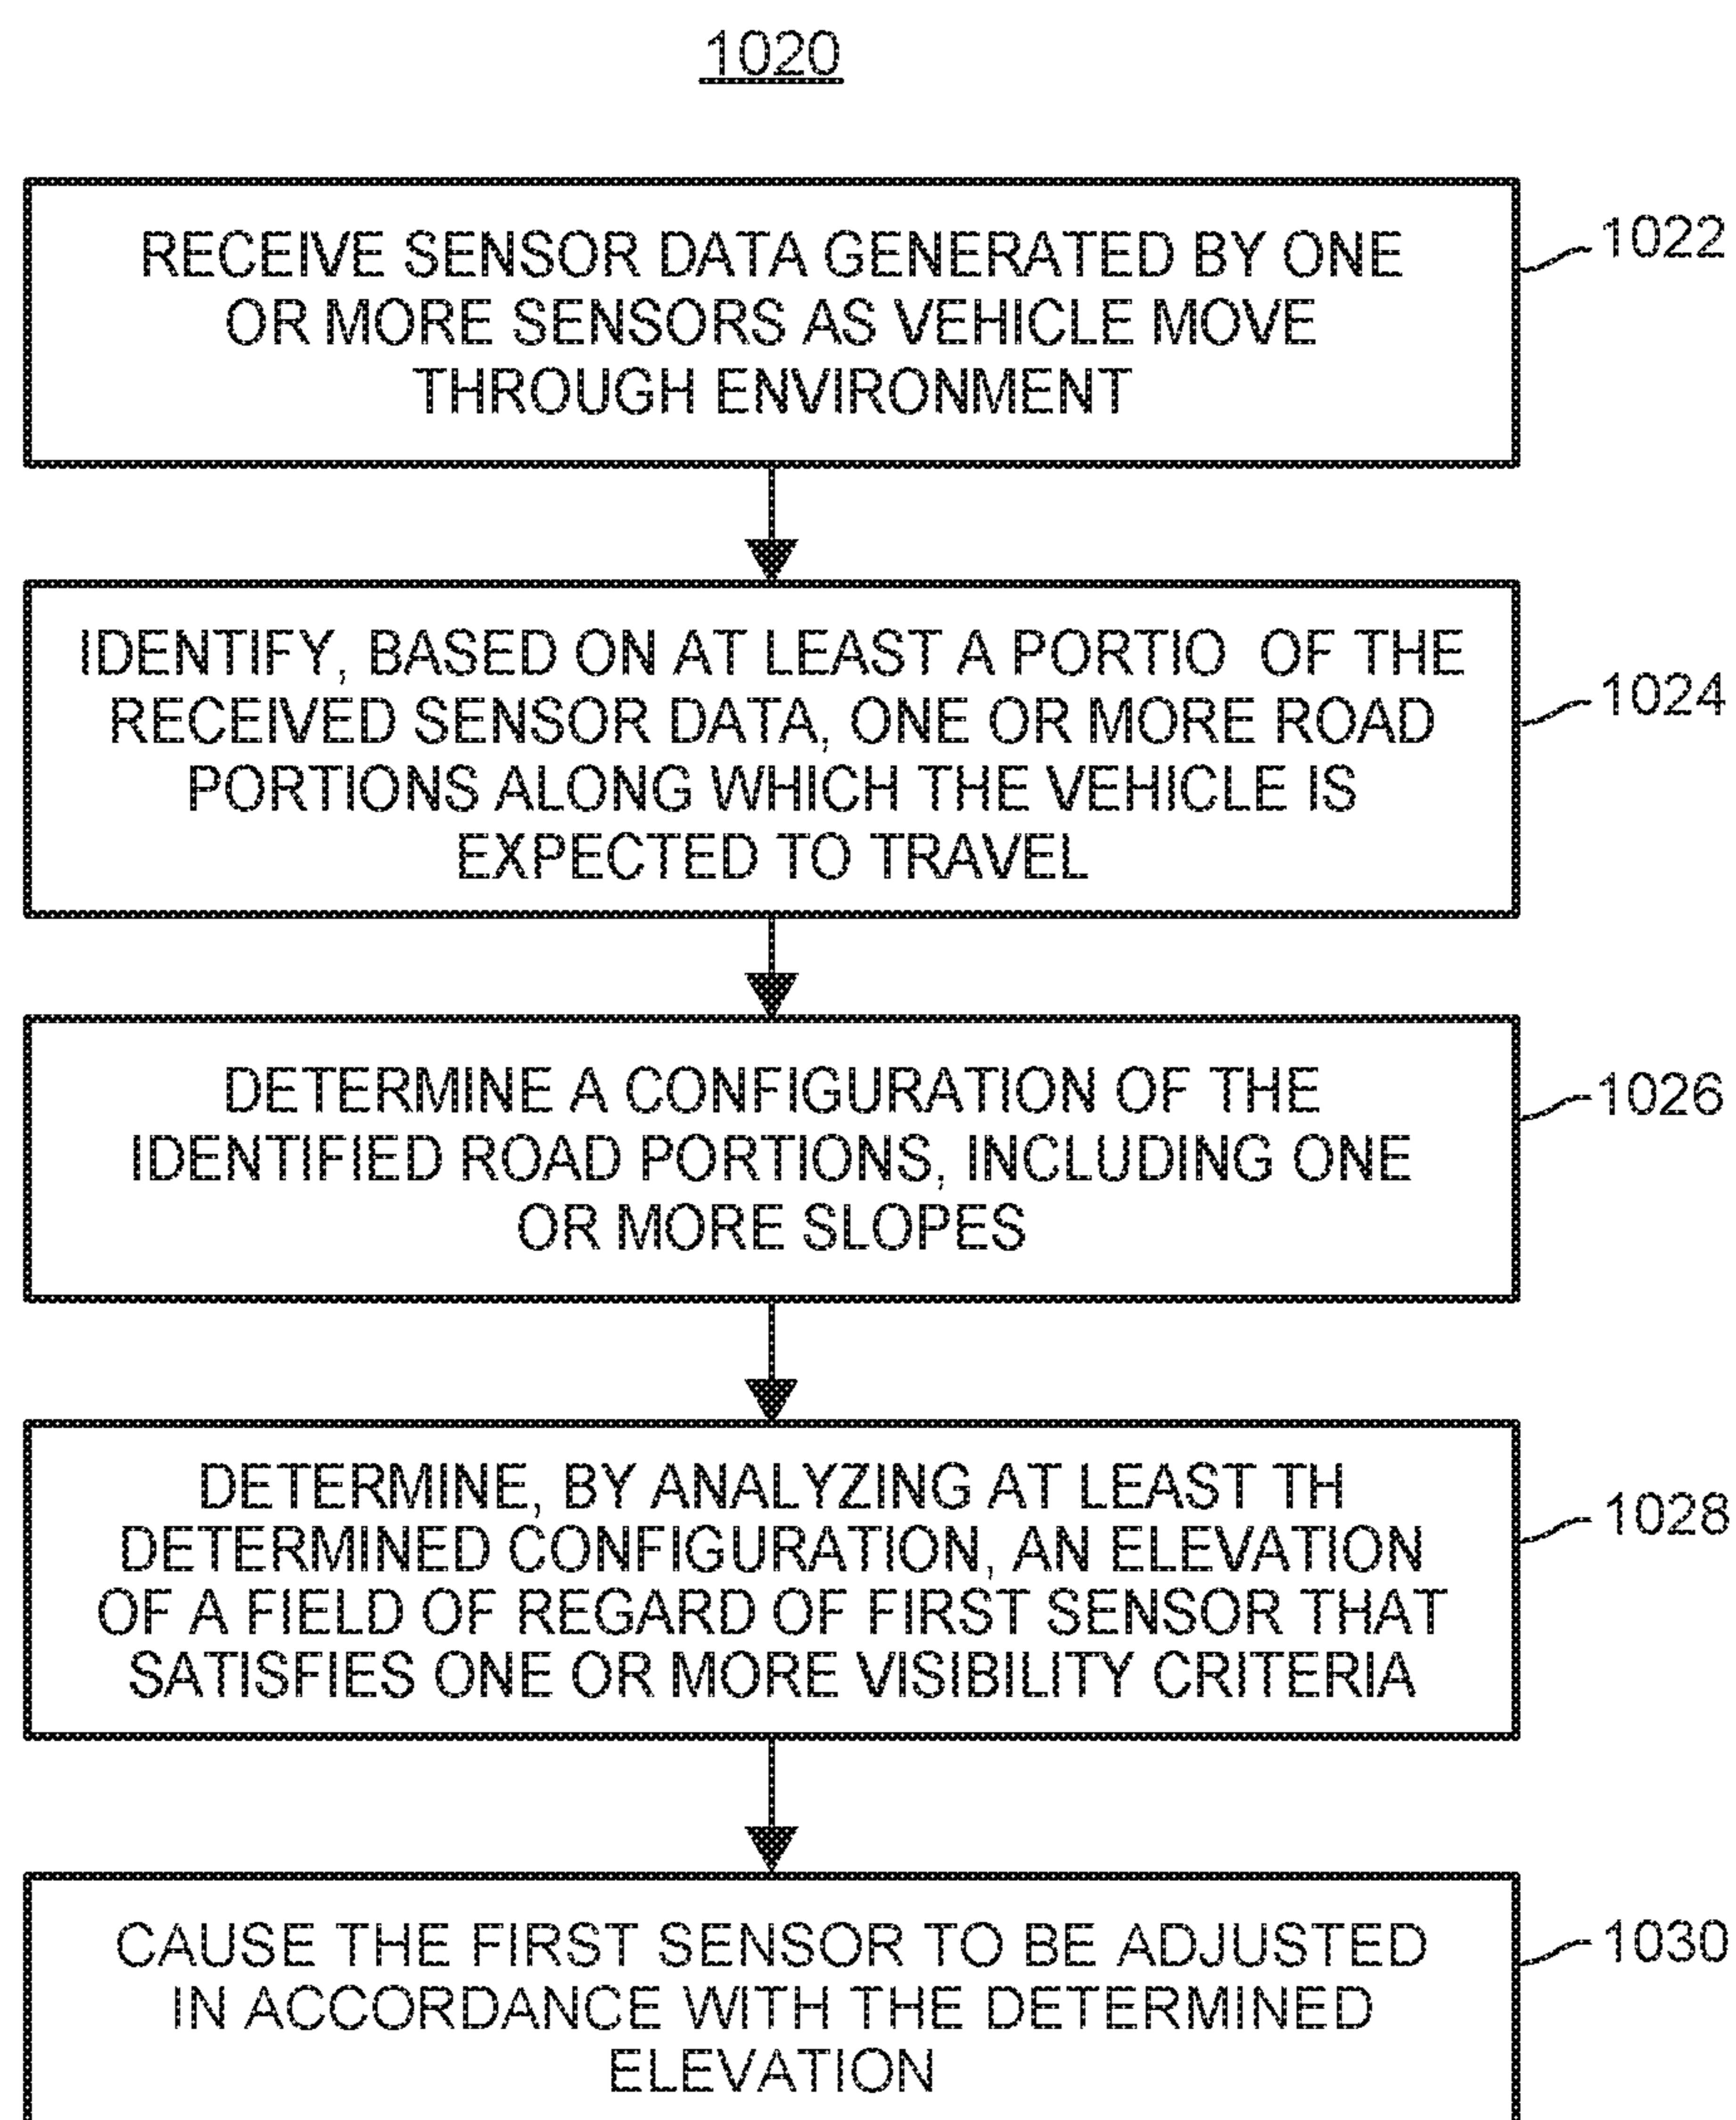 1020
RECEIVE SENSOR DATA GENERATED BY ONE
OR MORE SENSORS AS VEHICLE MOVE
THROUGH ENVIRONMENT
1022
IDENTIFY, BASED ON AT LEAST A PORTIO OF THE
RECEIVED SENSOR DATA, ONE OR MORE ROAD
PORTIONS ALONG WHICH THE VEHICLE IS
EXPECTED TO TRAVEL
1024
DETERMINE A CONFIGURATION OF THE
IDENTIFIED ROAD PORTIONS, INCLUDING ONE
OR MORE SLOPES
1026
DETERMINE, BY ANALYZING AT LEAST TH
DETERMINED CONFIGURATION, AN ELEVATION
OF A FIELD OF REGARD OF FIRST SENSOR THAT
SATISFIES ONE OR MORE VISIBILITY CRITERIA
1028
CAUSE THE FIRST SENSOR TO BE ADJUSTED
IN ACCORDANCE WITH THE DETERMINED
ELEVATION
1030